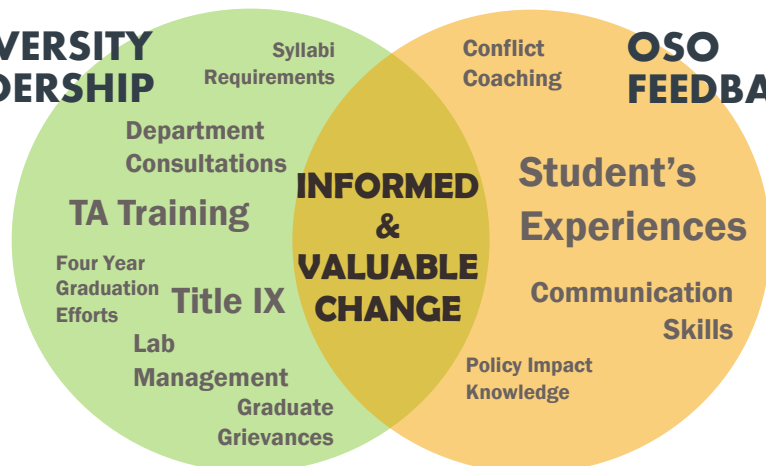 VERSITY
DERSHIP
Syllabi
Requirements
Department
Consultations
TA Training
Four Year
Graduation
Efforts
Title IX
Lab
Management
Graduate
Grievances
INFORMED
&
VALUABLE
CHANGE
OSO
FEEDBA
Conflict
Coaching
Student's
Experiences
Communication
Skills
Policy Impact
Knowledge